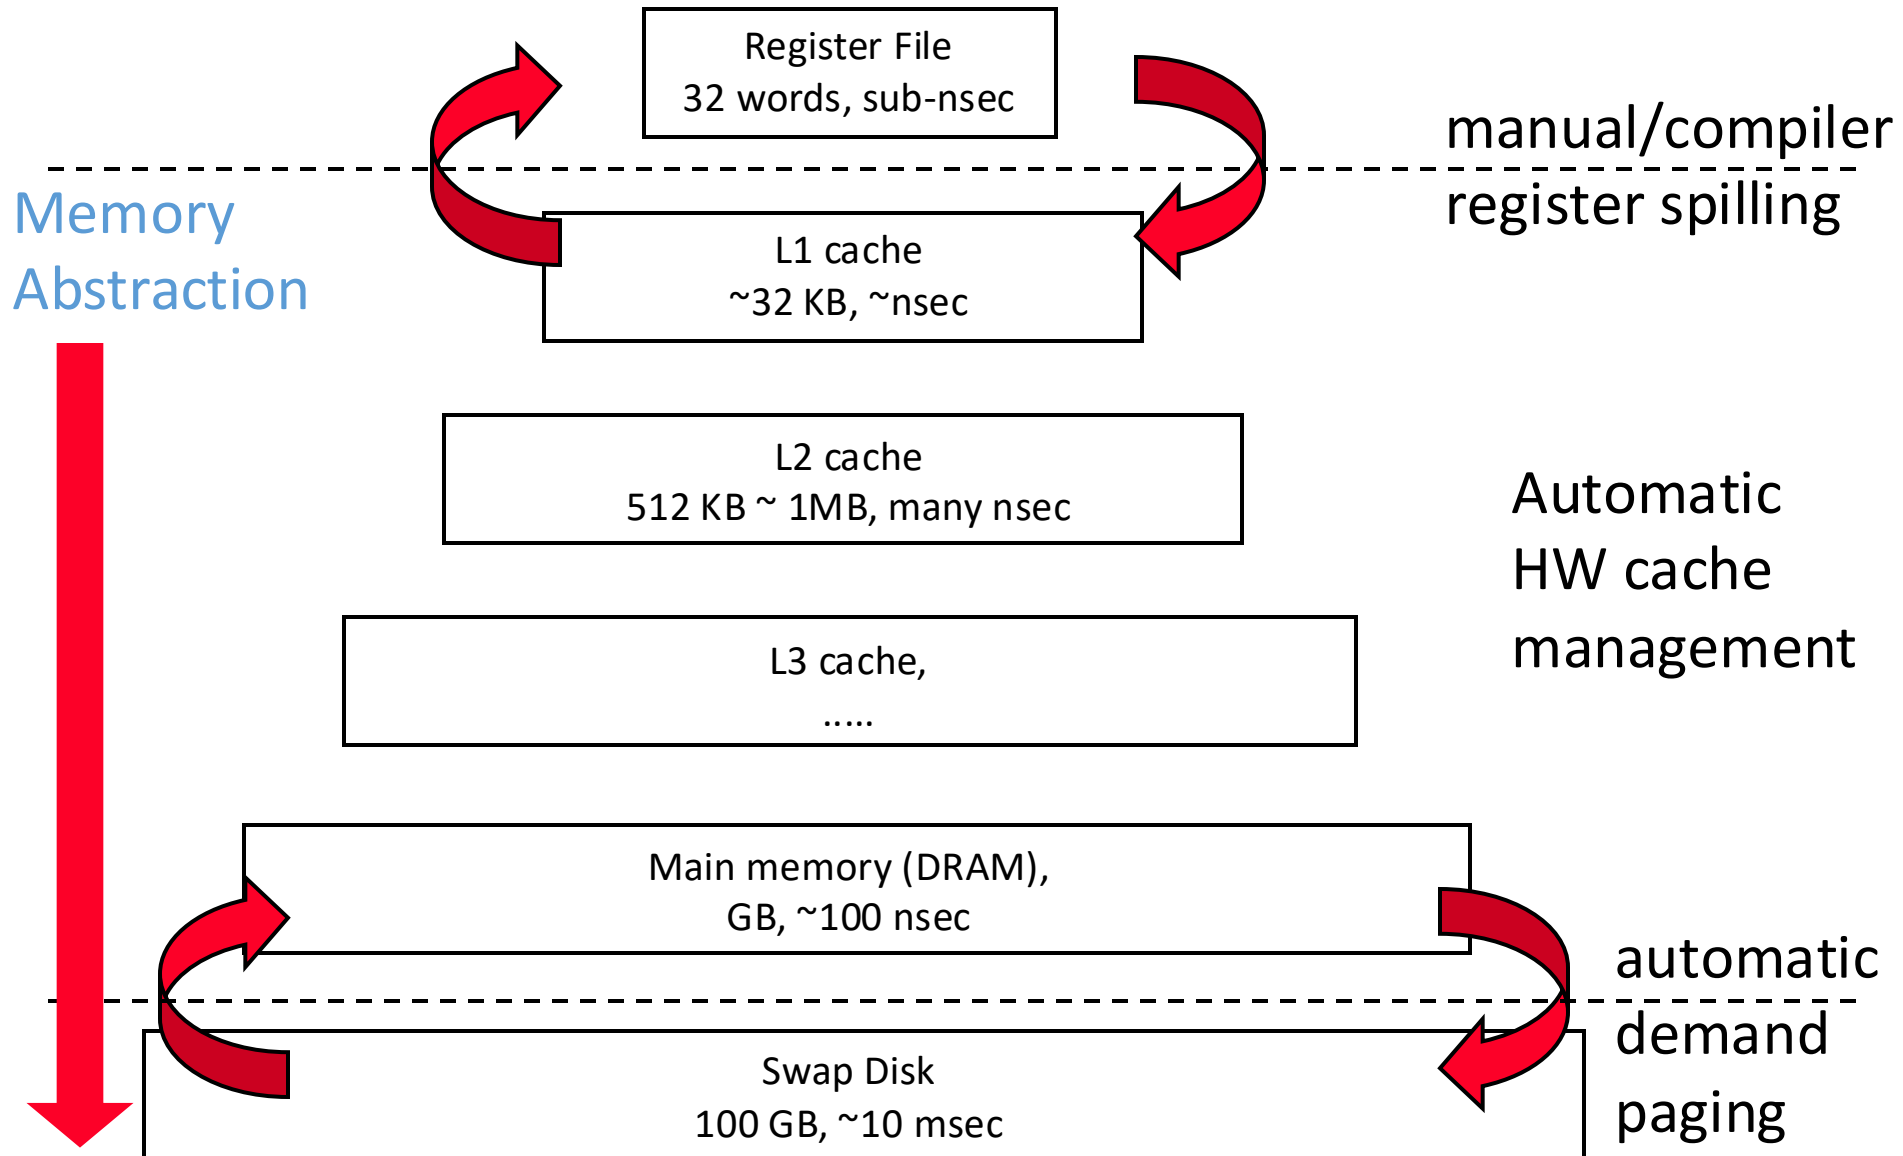 Register File
32 words, sub-nsec
manual/compiler
register spilling
Memory
Abstraction
L1 cache
~32 KB, ~nsec
L2 cache
512 KB ~ 1MB, many nsec
Automatic
HW cache
management
L3 cache,
.....
Main memory (DRAM),
GB, ~100 nsec
automatic
demand
paging
Swap Disk
100 GB, ~10 msec